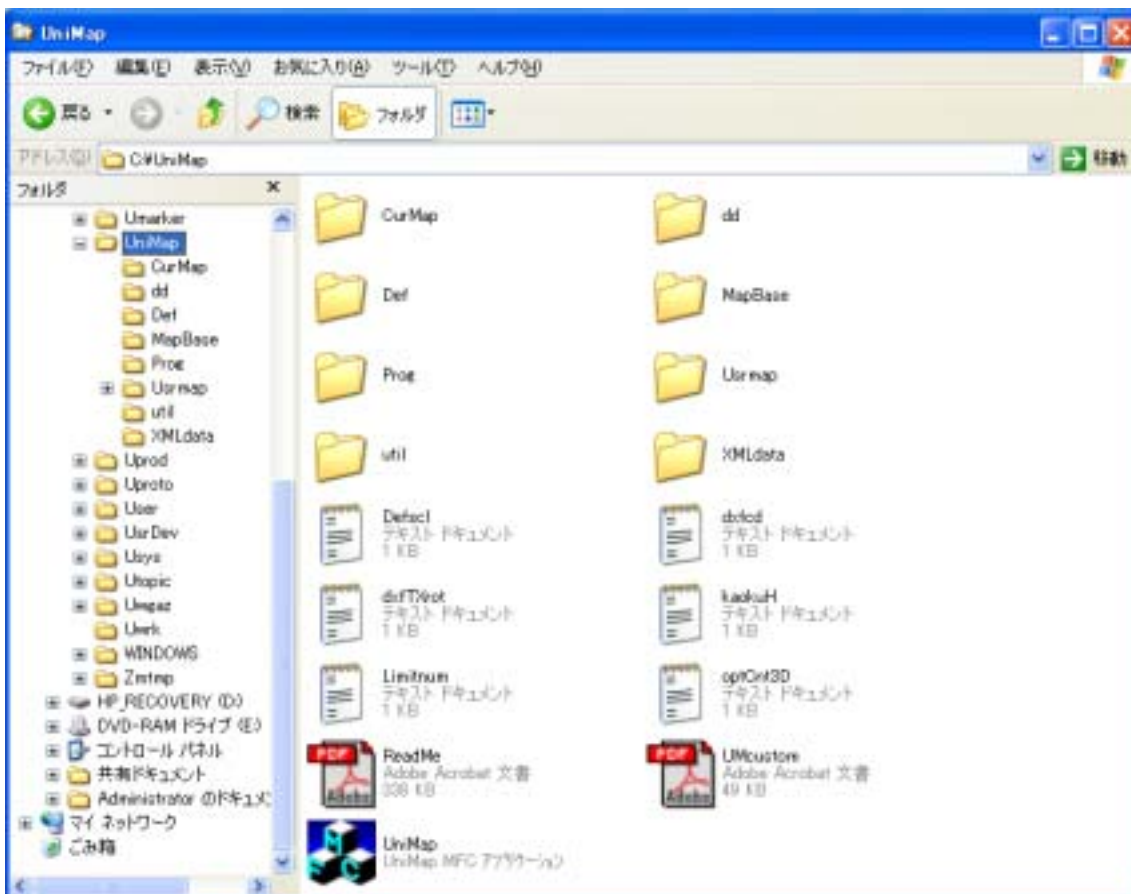 UniMap
ファイル(F) 編集(E) 表示(V) お気に入り(A) ツール(T) ヘルプ(H)
戻る 検索 フォルダ
アドレス(D) C:¥UniMap 移動
フォルダ
Umarker
UniMap
CurMap
dd
Def
MapBase
Prog
Usrmap
util
XMLdata
Uprod
Uproto
User
UsrDev
Usys
Utopic
Uwrk
WINDOWS
Zmtmp
HP_RECOVERY (D:)
DVD-RAM ドライブ (E:)
コントロール パネル
共有ドキュメント
Administrator のドキュメ
マイ ネットワーク
ごみ箱
CurMap
dd
Def
MapBase
Prog
Usrmap
util
XMLdata
Defscl
テキスト ドキュメント
1 KB
テキスト ドキュメント
1 KB
dxfTXrot
テキスト ドキュメント
1 KB
kaokuH
テキスト ドキュメント
1 KB
Limitnum
テキスト ドキュメント
1 KB
optCnt3D
テキスト ドキュメント
1 KB
PDF
Adobe
ReadMe
Adobe Acrobat 文書
338 KB
PDF
Adobe
UMcustom
Adobe Acrobat 文書
49 KB
MFC
UniMap
UniMap MFC アプリケーション